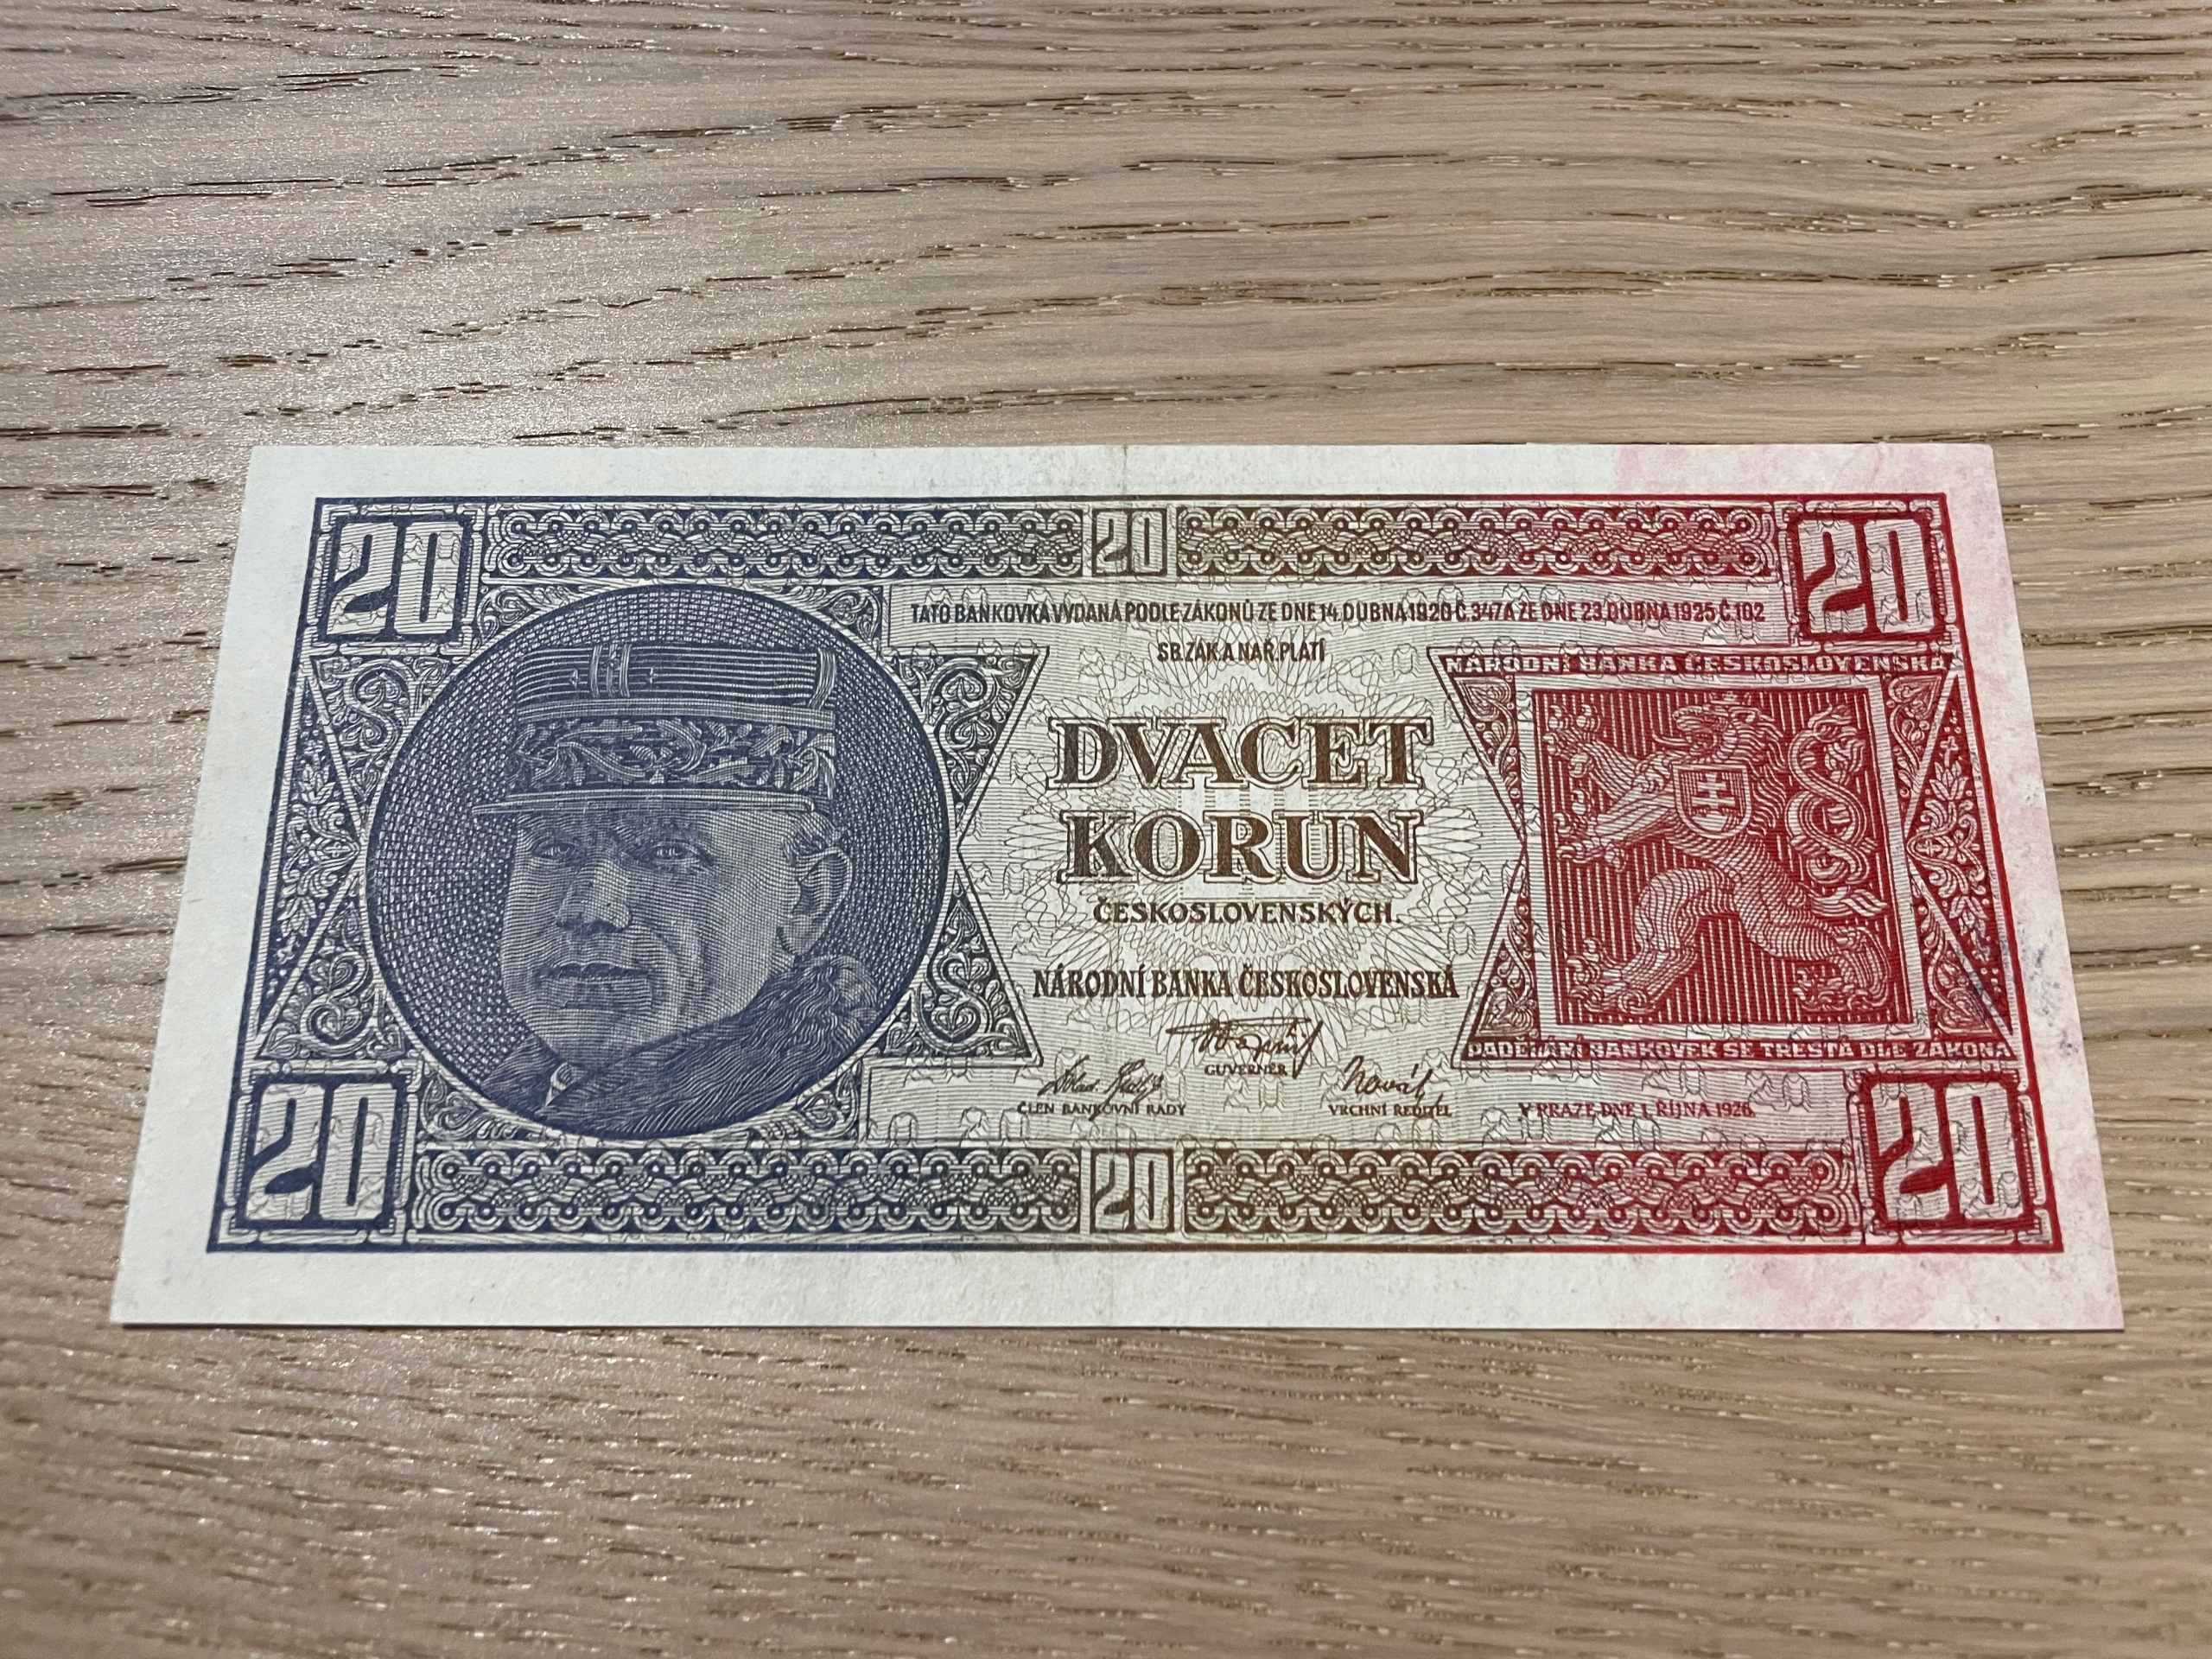 20 20 20
TATO BANKOVKA VYDANÁ PODLE ZÁKONŮ ZE DNE 14. DUBNA 1920 Č. 347 A ZE DNE 23. DUBNA 1925 Č. 102
SB. ZÁK. A NAŘ. PLATÍ
NÁRODNÍ BANKA ČESKOSLOVENSKÁ
DVACET
KORUN
ČESKOSLOVENSKÝCH.
NÁRODNÍ BANKA ČESKOSLOVENSKÁ
GUVERNÉR
ČLEN BANKOVNÍ RADY
Novák
VRCHNÍ ŘEDITEL
PADĚLÁNÍ BANKOVEK SE TRESTÁ DLE ZÁKONA
V PRAZE, DNE 1. ŘÍJNA 1926.
20 20 20